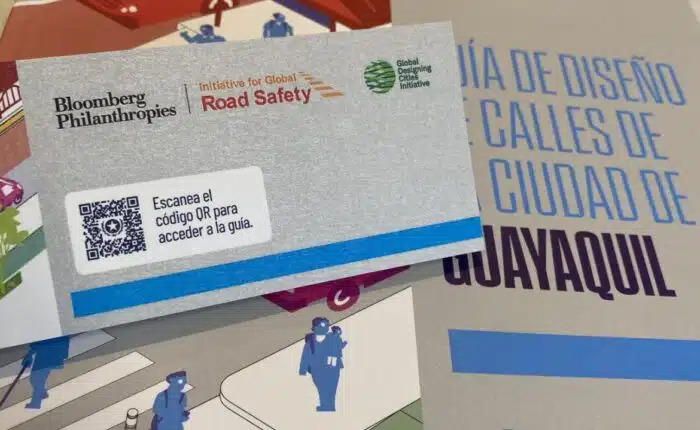 Bloomberg
Philanthropies
Initiative for Global
Road Safety
Global
Designing
Cities
Initiative
Escanea el
código QR para
acceder a la guía.
UÍA DE DISEÑO
E CALLES DE
CIUDAD DE
GUAYAQUIL